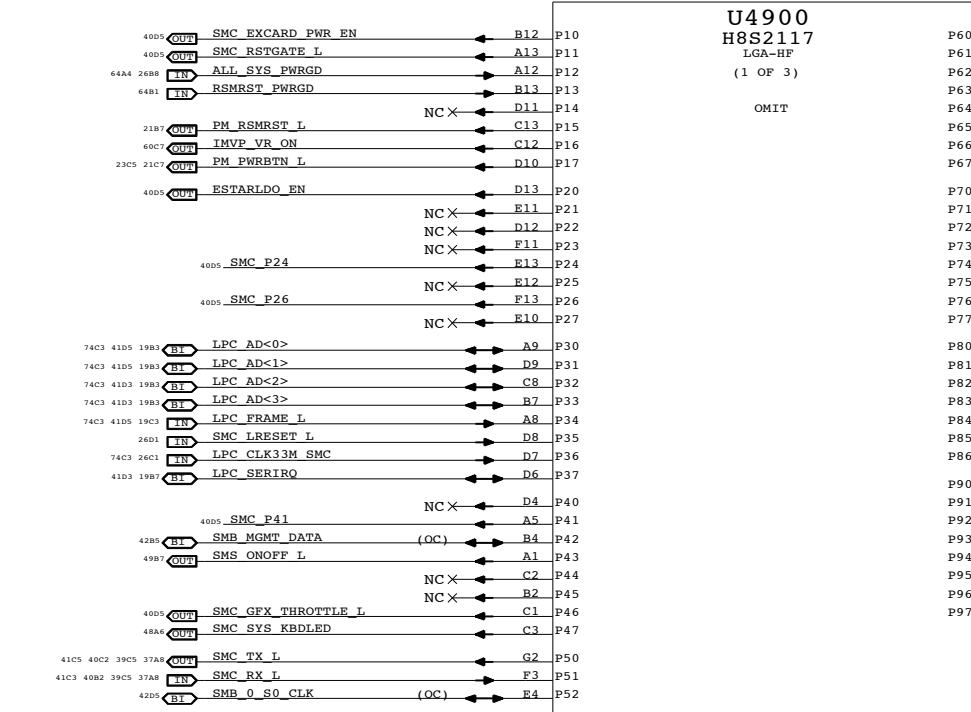 U4900
H8S2117
LGA-HF
(1 OF 3)
OMIT
40D5 OUT SMC_EXCARD_PWR_EN B12 P10 P60
40D5 OUT SMC_RSTGATE_L A13 P11 P61
64A4 26B8 IN ALL_SYS_PWRGD A12 P12 P62
64B1 IN RSMRST_PWRGD B13 P13 P63
NC D11 P14 P64
21B7 OUT PM_RSMRST_L C13 P15 P65
60C7 OUT IMVP_VR_ON C12 P16 P66
23C5 21C7 OUT PM_PWRBTN_L D10 P17 P67
40D5 OUT ESTARLDO_EN D13 P20 P70
NC E11 P21 P71
NC D12 P22 P72
NC F11 P23 P73
40D5 SMC_P24 E13 P24 P74
NC E12 P25 P75
40D5 SMC_P26 F13 P26 P76
NC E10 P27 P77
74C3 41D5 19B3 BI LPC_AD<0> A9 P30 P80
74C3 41D5 19B3 BI LPC_AD<1> D9 P31 P81
74C3 41D3 19B3 BI LPC_AD<2> C8 P32 P82
74C3 41D3 19B3 BI LPC_AD<3> B7 P33 P83
74C3 41D5 19C3 IN LPC_FRAME_L A8 P34 P84
26D1 IN SMC_LRESET_L D8 P35 P85
74C3 26C1 IN LPC_CLK33M_SMC D7 P36 P86
41D3 19B7 BI LPC_SERIRQ D6 P37 P90
NC D4 P40 P91
40D5 SMC_P41 A5 P41 P92
42B5 BI SMB_MGMT_DATA (OC) B4 P42 P93
49B7 OUT SMS_ONOFF_L A1 P43 P94
NC C2 P44 P95
NC B2 P45 P96
40D5 OUT SMC_GFX_THROTTLE_L C1 P46 P97
48A6 OUT SMC_SYS_KBDLED C3 P47
41C5 40C2 39C5 37A8 OUT SMC_TX_L G2 P50
41C3 40B2 39C5 37A8 IN SMC_RX_L F3 P51
42D5 BI SMB_0_S0_CLK (OC) E4 P52